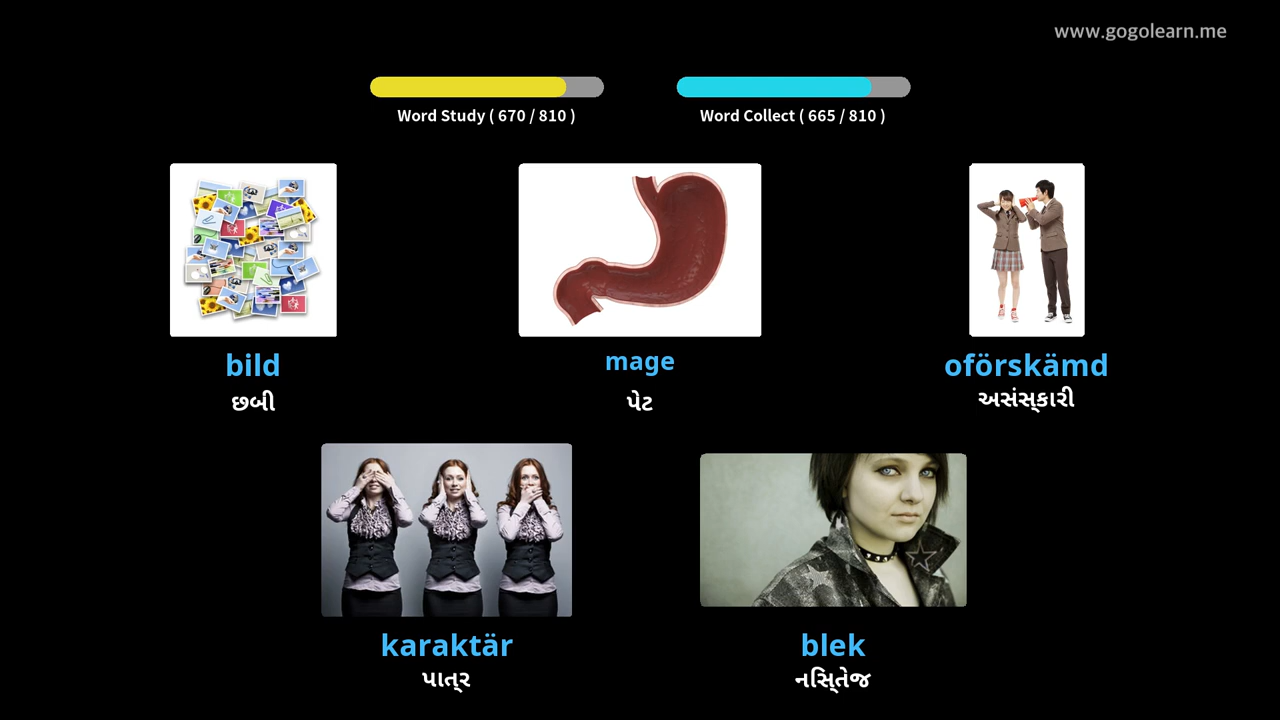 www.gogolearn.me
Word Study ( 670 / 810 )
Word Collect ( 665 / 810 )
bild
છબી
mage
પેટ
oförskämd
અસંસ્કારી
karaktär
પાત્ર
blek
નિસ્તેજ